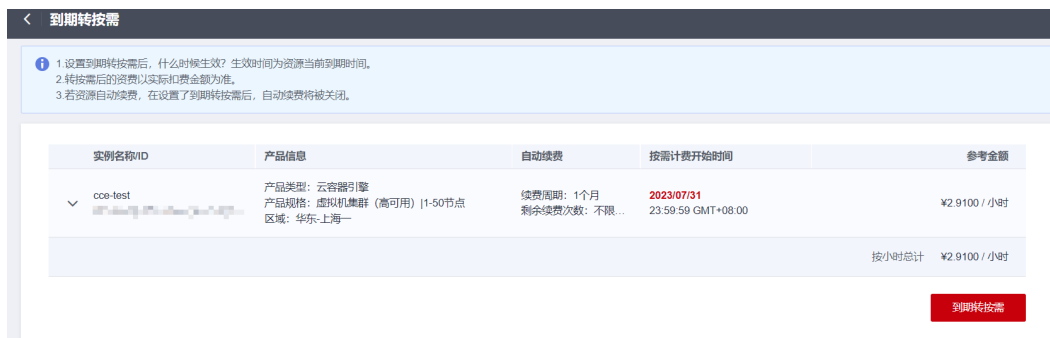 到期转按需
1.设置到期转按需后，什么时候生效？生效时间为资源当前到期时间。
2.转按需后的资费以实际扣费金额为准。
3.若资源自动续费，在设置了到期转按需后，自动续费将被关闭。
实例名称/ID 产品信息 自动续费 按需计费开始时间 参考金额
cce-test
产品类型：云容器引擎
产品规格：虚拟机集群（高可用）|1-50节点
区域：华东-上海一
续费周期：1个月
剩余续费次数：不限...
2023/07/31
23:59:59 GMT+08:00
¥2.9100 / 小时
按小时总计 ¥2.9100 / 小时
到期转按需